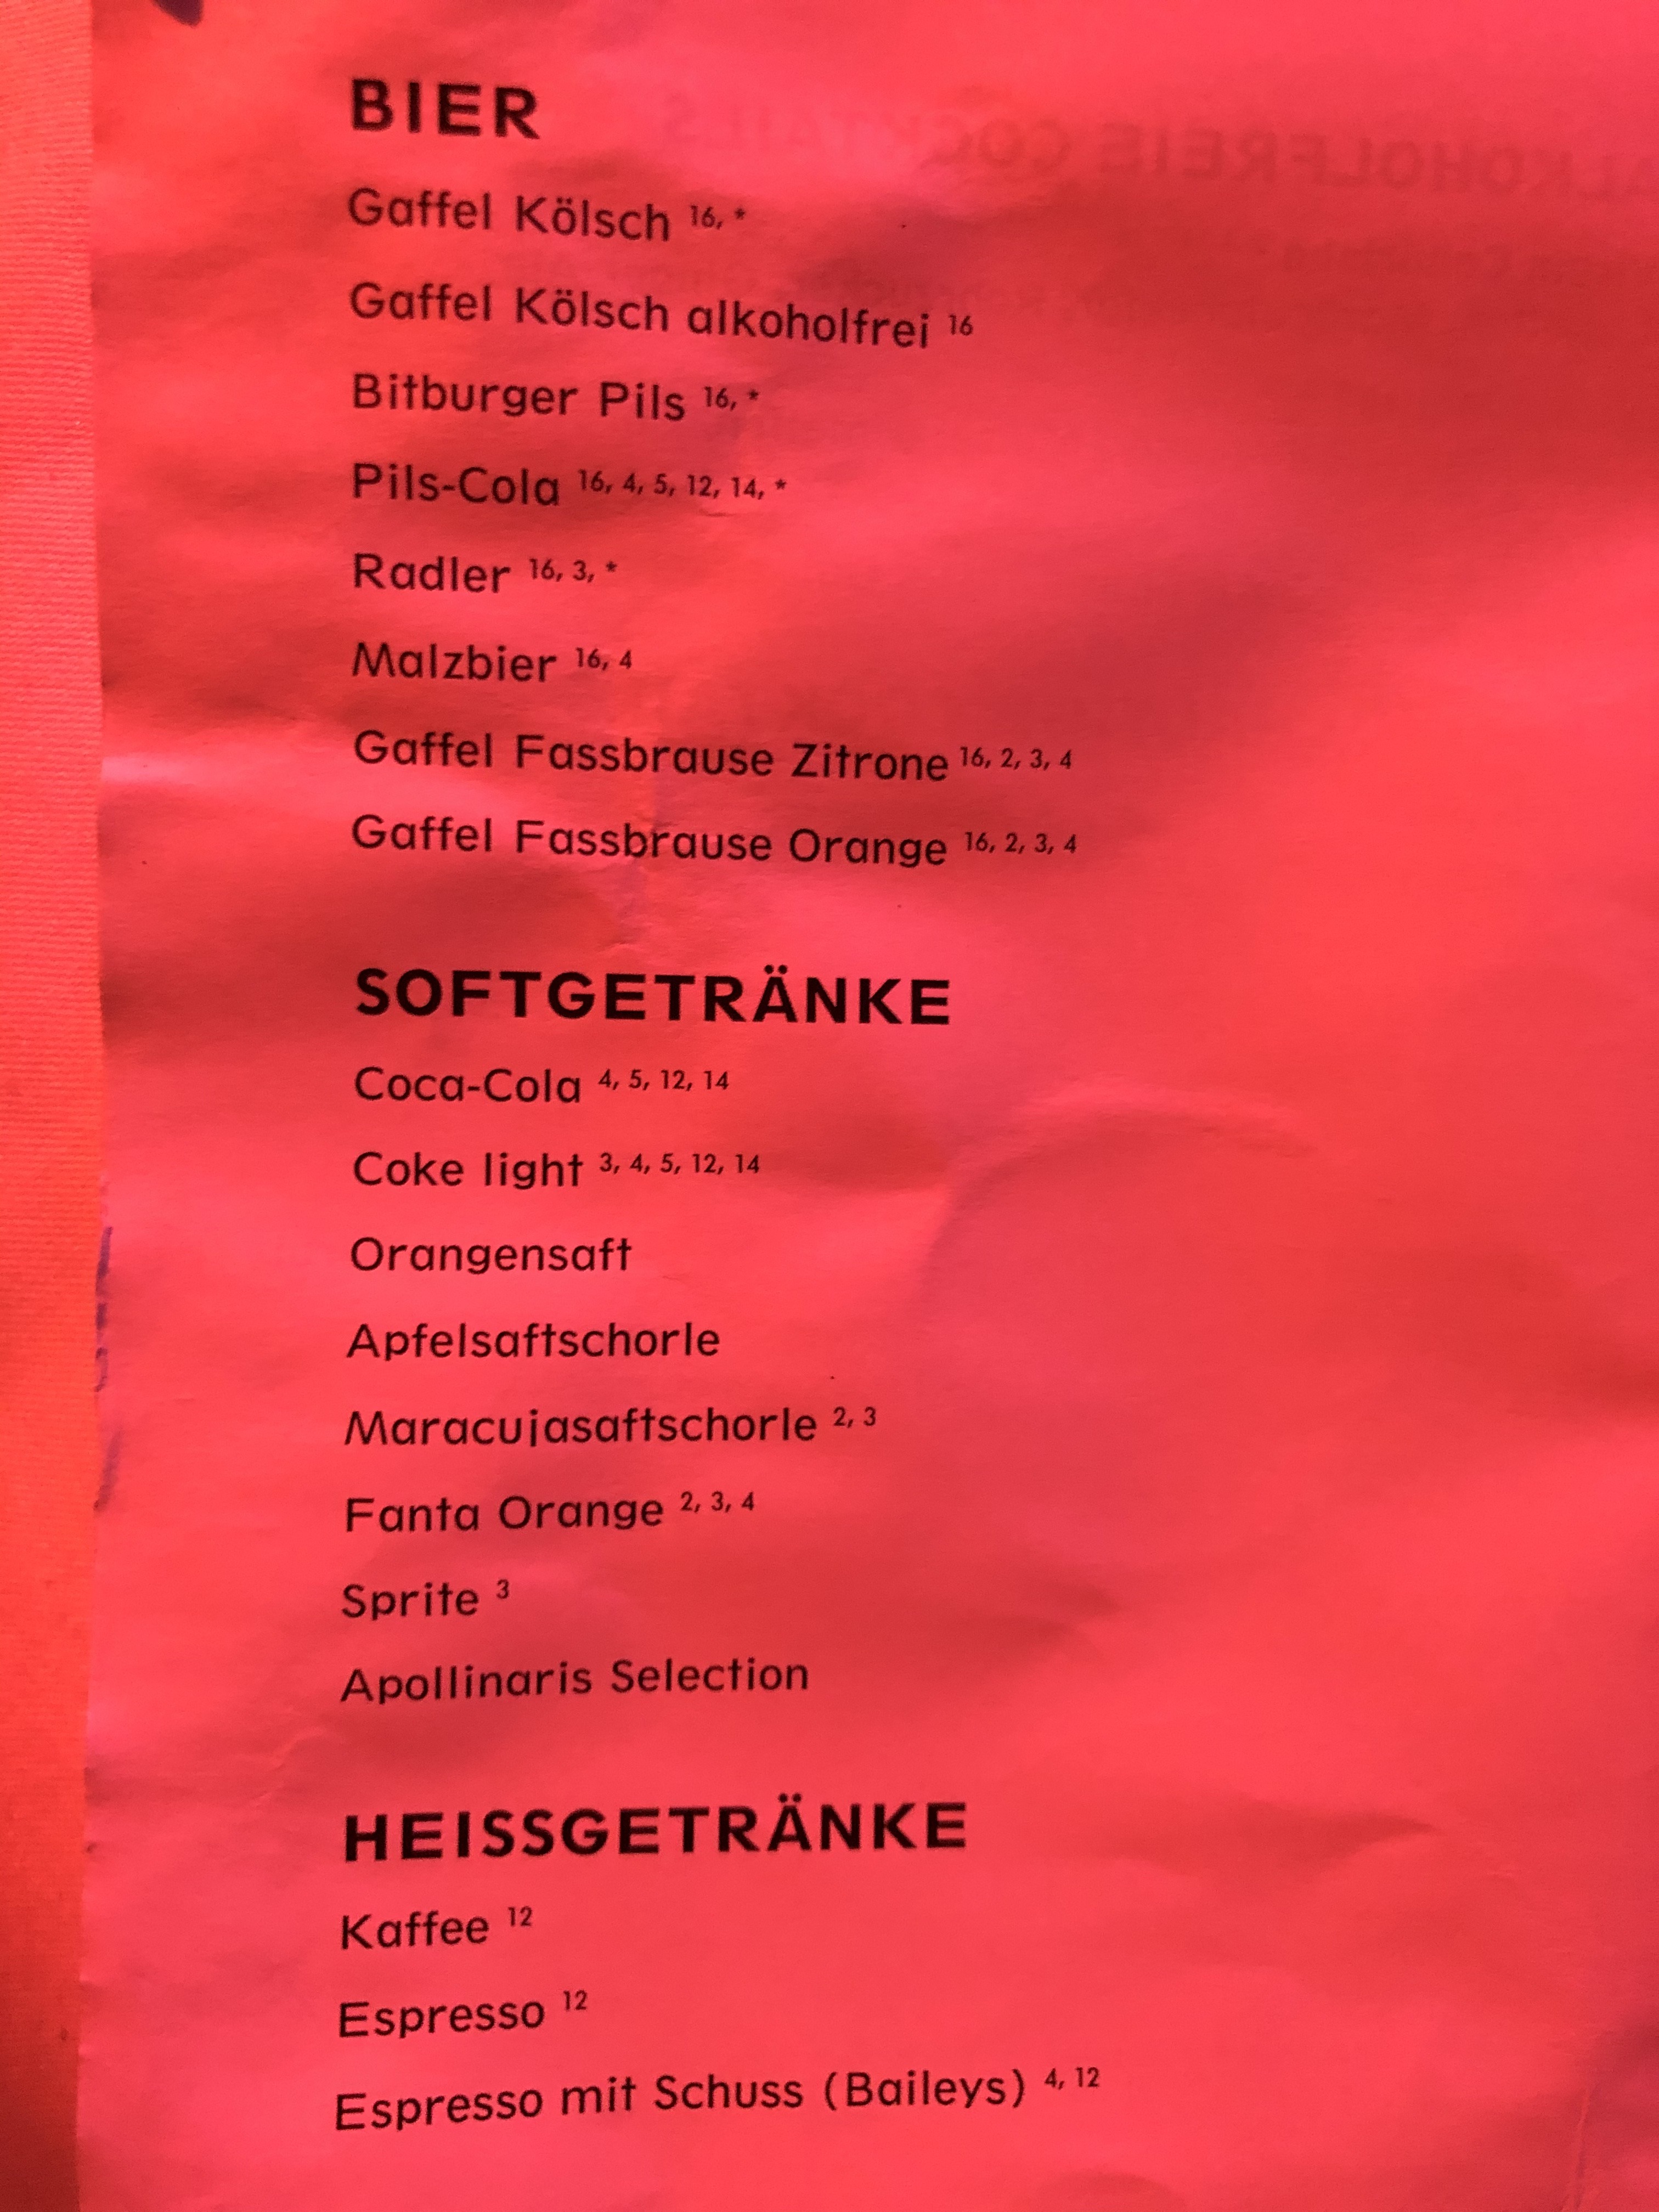 BIER
Gaffel Kölsch 16, *
Gaffel Kölsch alkoholfrei 16
Bitburger Pils 16, *
Pils-Cola 16, 4, 5, 12, 14, *
Radler 16, 3, *
Malzbier 16, 4
Gaffel Fassbrause Zitrone 16, 2, 3, 4
Gaffel Fassbrause Orange 16, 2, 3, 4
SOFTGETRÄNKE
Coca-Cola 4, 5, 12, 14
Coke light 3, 4, 5, 12, 14
Orangensaft
Apfelsaftschorle
Maracujasaftschorle 2, 3
Fanta Orange 2, 3, 4
Sprite 3
Apollinaris Selection
HEISSGETRÄNKE
Kaffee 12
Espresso 12
Espresso mit Schuss (Baileys) 4, 12